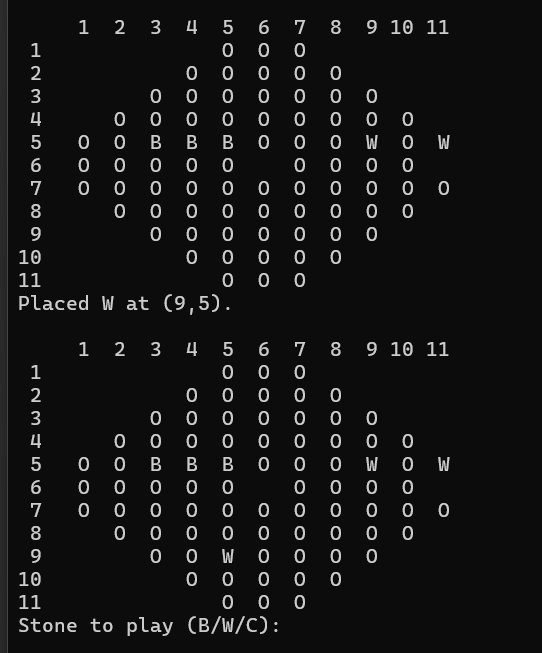 1  2  3  4  5  6  7  8  9 10 11
 1               O  O  O
 2            O  O  O  O  O
 3         O  O  O  O  O  O  O
 4      O  O  O  O  O  O  O  O  O
 5   O  O  B  B  B  O  O  O  W  O  W
 6   O  O  O  O  O     O  O  O  O
 7   O  O  O  O  O  O  O  O  O  O  O
 8      O  O  O  O  O  O  O  O  O
 9         O  O  O  O  O  O  O
10            O  O  O  O  O
11               O  O  O
Placed W at (9,5).
     1  2  3  4  5  6  7  8  9 10 11
 1               O  O  O
 2            O  O  O  O  O
 3         O  O  O  O  O  O  O
 4      O  O  O  O  O  O  O  O  O
 5   O  O  B  B  B  O  O  O  W  O  W
 6   O  O  O  O  O     O  O  O  O
 7   O  O  O  O  O  O  O  O  O  O  O
 8      O  O  O  O  O  O  O  O  O
 9         O  O  W  O  O  O  O
10            O  O  O  O  O
11               O  O  O
Stone to play (B/W/C):